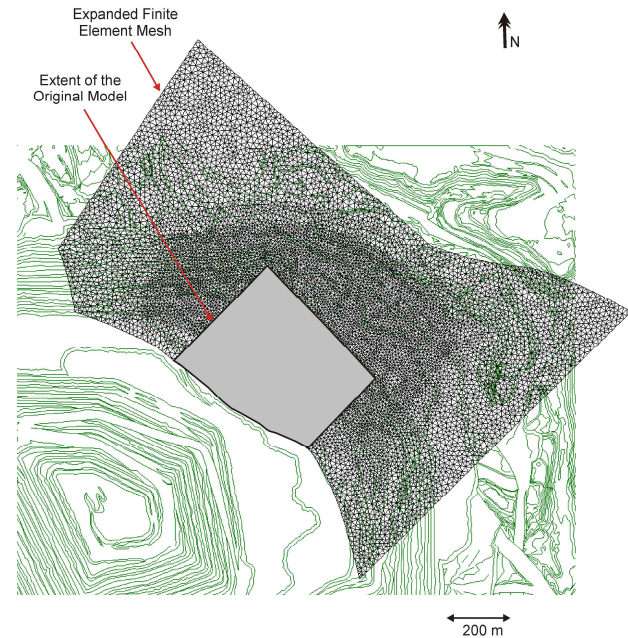 Expanded Finite
Element Mesh
Extent of the
Original Model
N
200 m